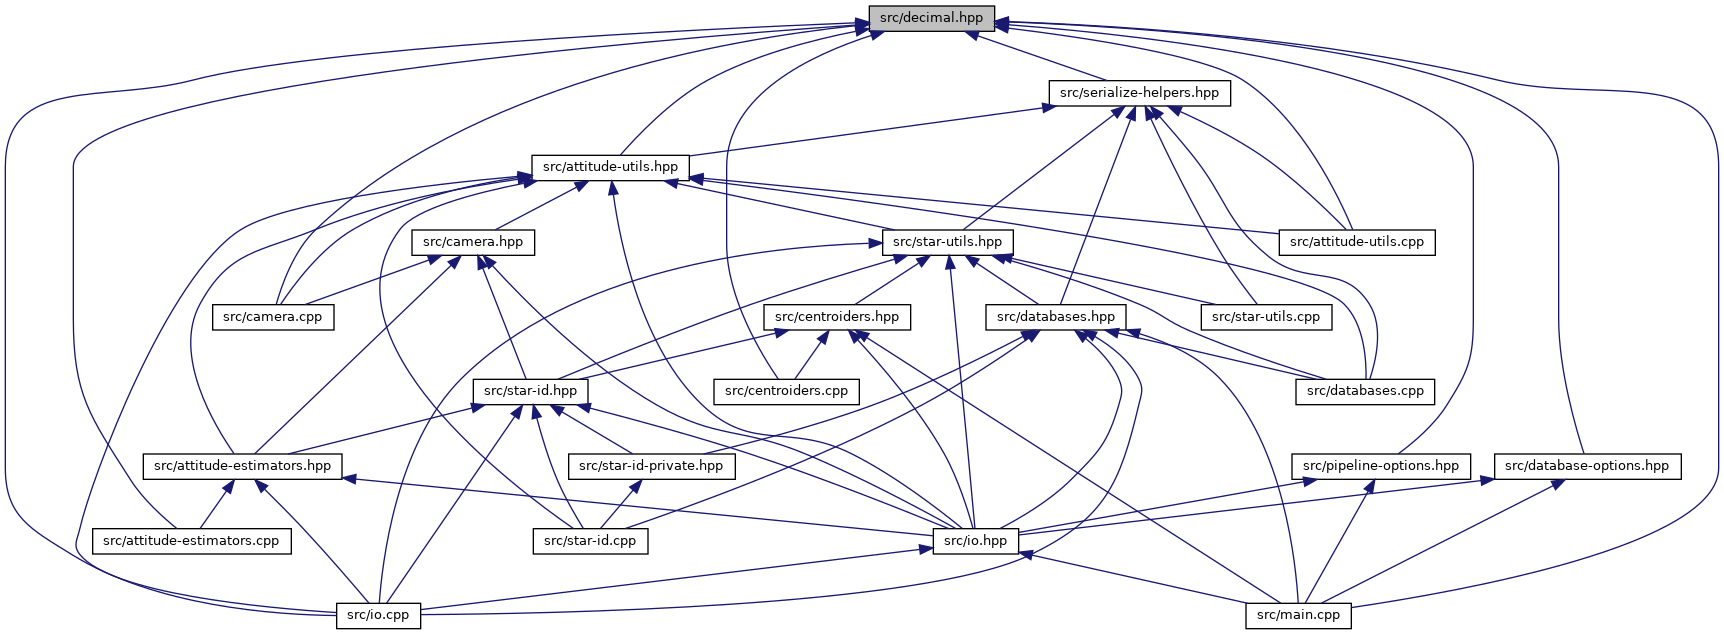 src/decimal.hpp
src/serialize-helpers.hpp
src/attitude-utils.hpp
src/camera.hpp
src/star-utils.hpp
src/attitude-utils.cpp
src/camera.cpp
src/centroiders.hpp
src/databases.hpp
src/star-utils.cpp
src/star-id.hpp
src/centroiders.cpp
src/databases.cpp
src/attitude-estimators.hpp
src/star-id-private.hpp
src/pipeline-options.hpp
src/database-options.hpp
src/attitude-estimators.cpp
src/star-id.cpp
src/io.hpp
src/io.cpp
src/main.cpp